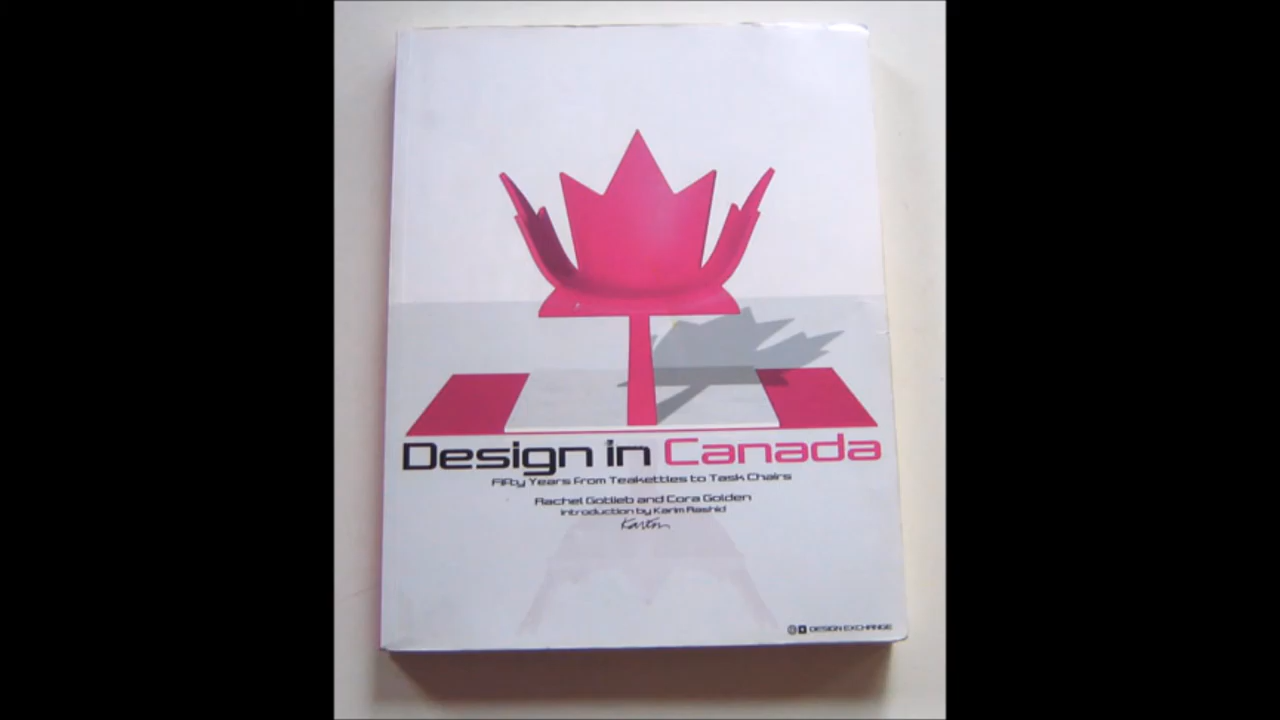 Design in Canada
Fifty Years from Teakettles to Task Chairs
Rachel Gotlieb and Cora Golden
introduction by Karim Rashid
DESIGN EXCHANGE